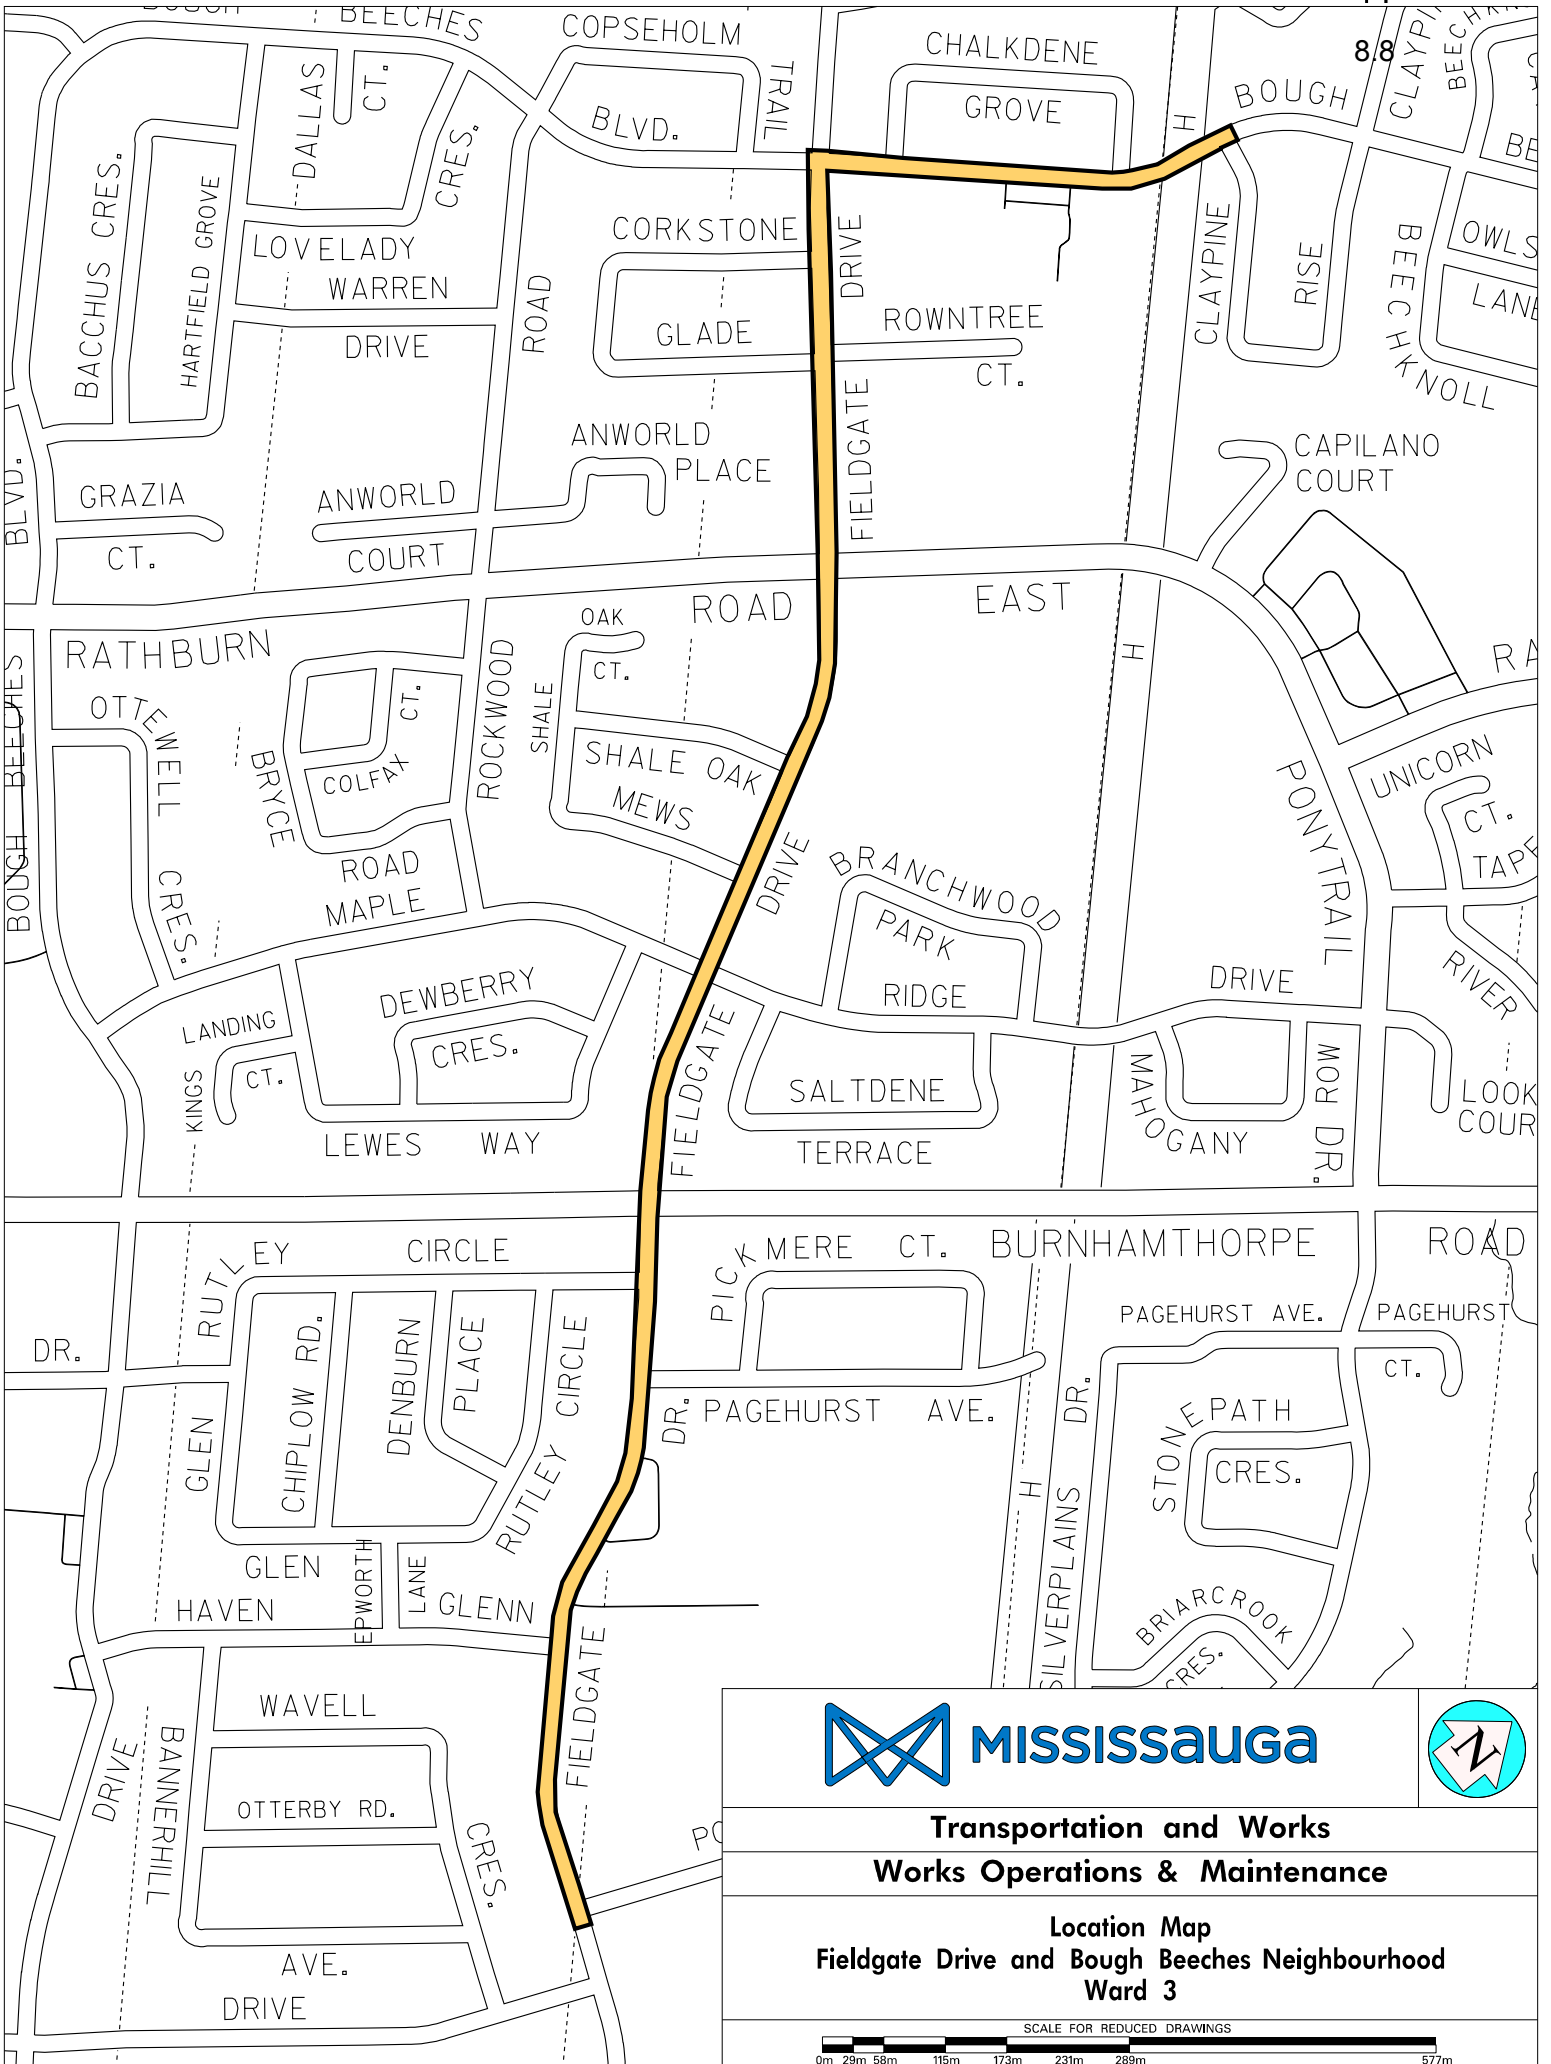 8.8
BEECHES
COPSEHOLM
TRAIL
CHALKDENE
GROVE
BOUGH
BLVD.
DALLAS
CT.
CRES.
BACCHUS CRES.
HARTFIELD GROVE
LOVELADY
WARREN
DRIVE
ROAD
CORKSTONE
GLADE
DRIVE
ROWNTREE
CT.
H
CLAYPINE
RISE
BEECHKNOLL
OWLS
LANE
ANWORLD
PLACE
FIELDGATE
CAPILANO
COURT
BLVD.
GRAZIA
CT.
ANWORLD
COURT
RATHBURN
ROAD
EAST
H
OAK
CT.
SHALE
ROCKWOOD
OTTEWELL
CRES.
BRYCE
COLFAX
CT.
ROAD
SHALE OAK
MEWS
MAPLE
DRIVE
BRANCHWOOD
PARK
RIDGE
DRIVE
PONYTRAIL
UNICORN
CT.
RIVER
BOUGH BEECHES
DEWBERRY
CRES.
LANDING
KINGS
CT.
LEWES WAY
FIELDGATE
SALTDENE
TERRACE
MAHOGANY
WOR DR.
LOOK
COUR
RUTLEY
CIRCLE
PICK MERE CT.
BURNHAMTHORPE
ROAD
DR.
CHIPLOW RD.
DENBURN
PLACE
CIRCLE
RUTLEY
GLEN
PAGEHURST AVE.
PAGEHURST
CT.
DR.
PAGEHURST AVE.
STONEPATH
CRES.
DR.
H
SILVERPLAINS
BRIARCROOK
CRES.
GLEN
HAVEN
EPWORTH
LANE
GLENN
FIELDGATE
WAVELL
OTTERBY RD.
CRES.
DRIVE
BANNERHILL
AVE.
DRIVE
MISSISSauGa
N
Transportation and Works
Works Operations & Maintenance
Location Map
Fieldgate Drive and Bough Beeches Neighbourhood
Ward 3
SCALE FOR REDUCED DRAWINGS
0m 29m 58m 115m 173m 231m 289m 577m